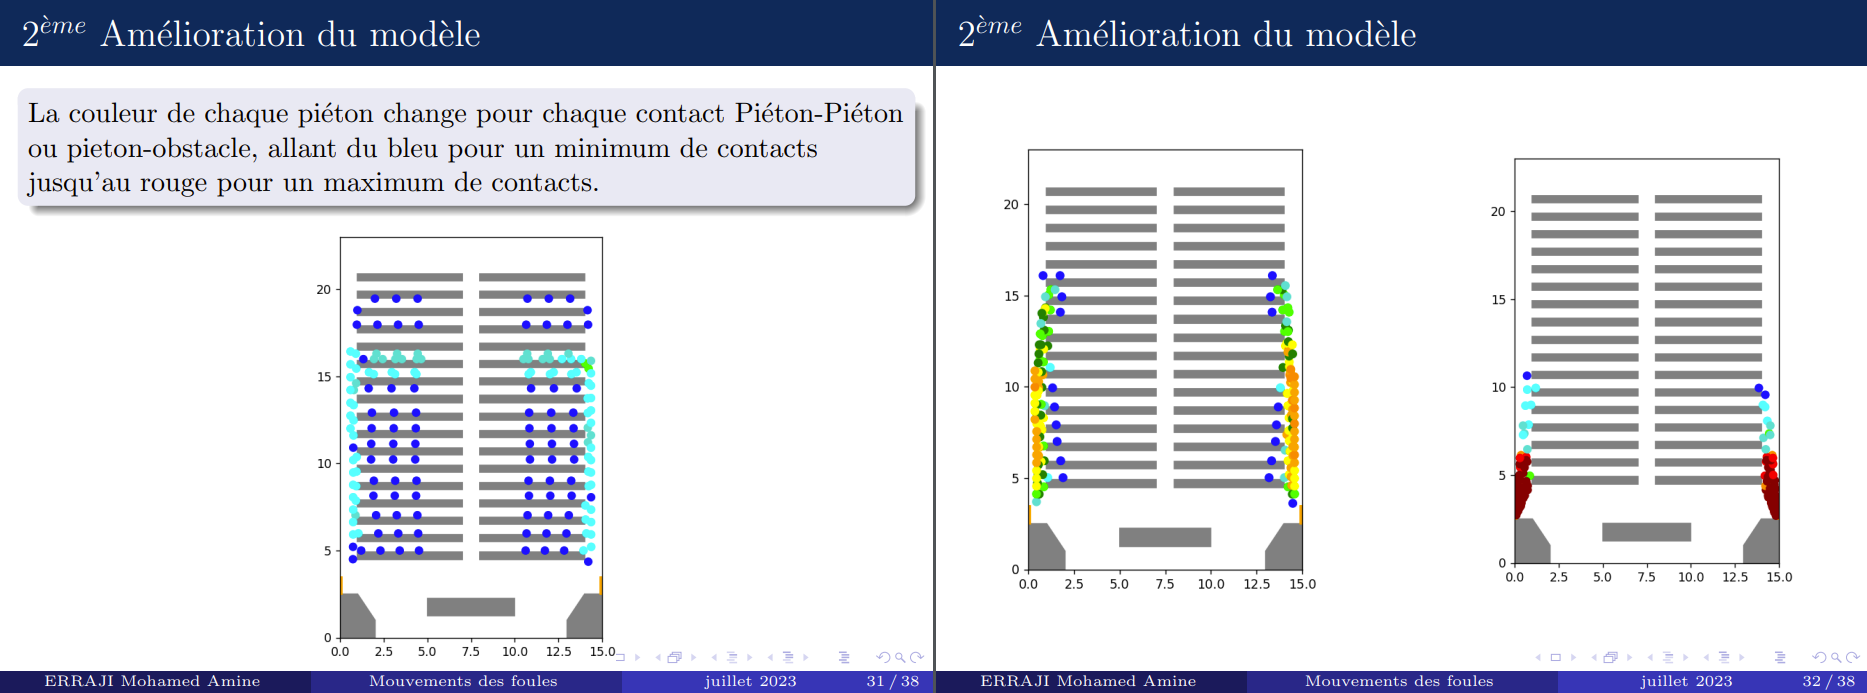 2ème Amélioration du modèle
La couleur de chaque piéton change pour chaque contact Piéton-Piéton
ou pieton-obstacle, allant du bleu pour un minimum de contacts
jusqu'au rouge pour un maximum de contacts.
20
15
10
5
0
0.0 2.5 5.0 7.5 10.0 12.5 15.0
ERRAJI Mohamed Amine Mouvements des foules juillet 2023 31 / 38
2ème Amélioration du modèle
20
15
10
5
0
0.0 2.5 5.0 7.5 10.0 12.5 15.0
20
15
10
5
0
0.0 2.5 5.0 7.5 10.0 12.5 15.0
ERRAJI Mohamed Amine Mouvements des foules juillet 2023 32 / 38